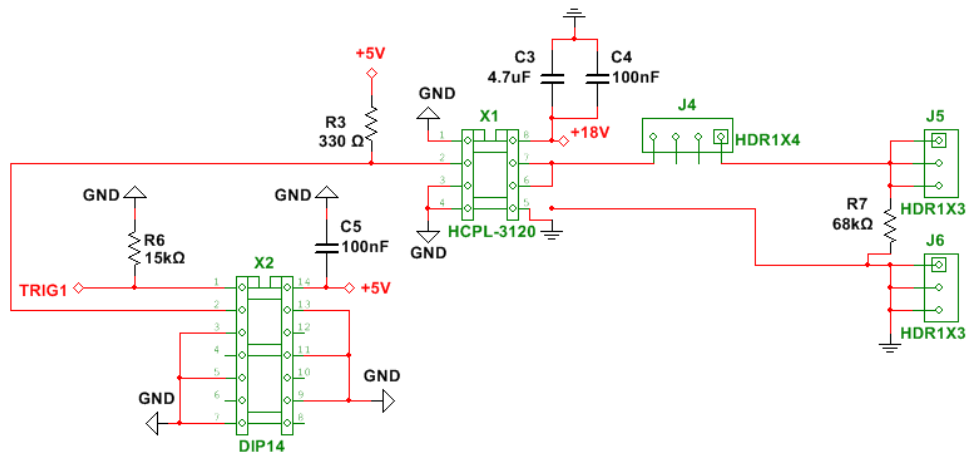 C3
4.7uF
C4
100nF
+5V
GND
X1
J4
J5
R3
330 Ω
1
2
3
4
8
7
6
5
+18V
HDR1X4
HCPL-3120
GND
GND
GND
C5
100nF
R6
15kΩ
R7
68kΩ
HDR1X3
J6
HDR1X3
X2
TRIG1
+5V
1
2
3
4
5
6
7
14
13
12
11
10
9
8
GND
GND
DIP14